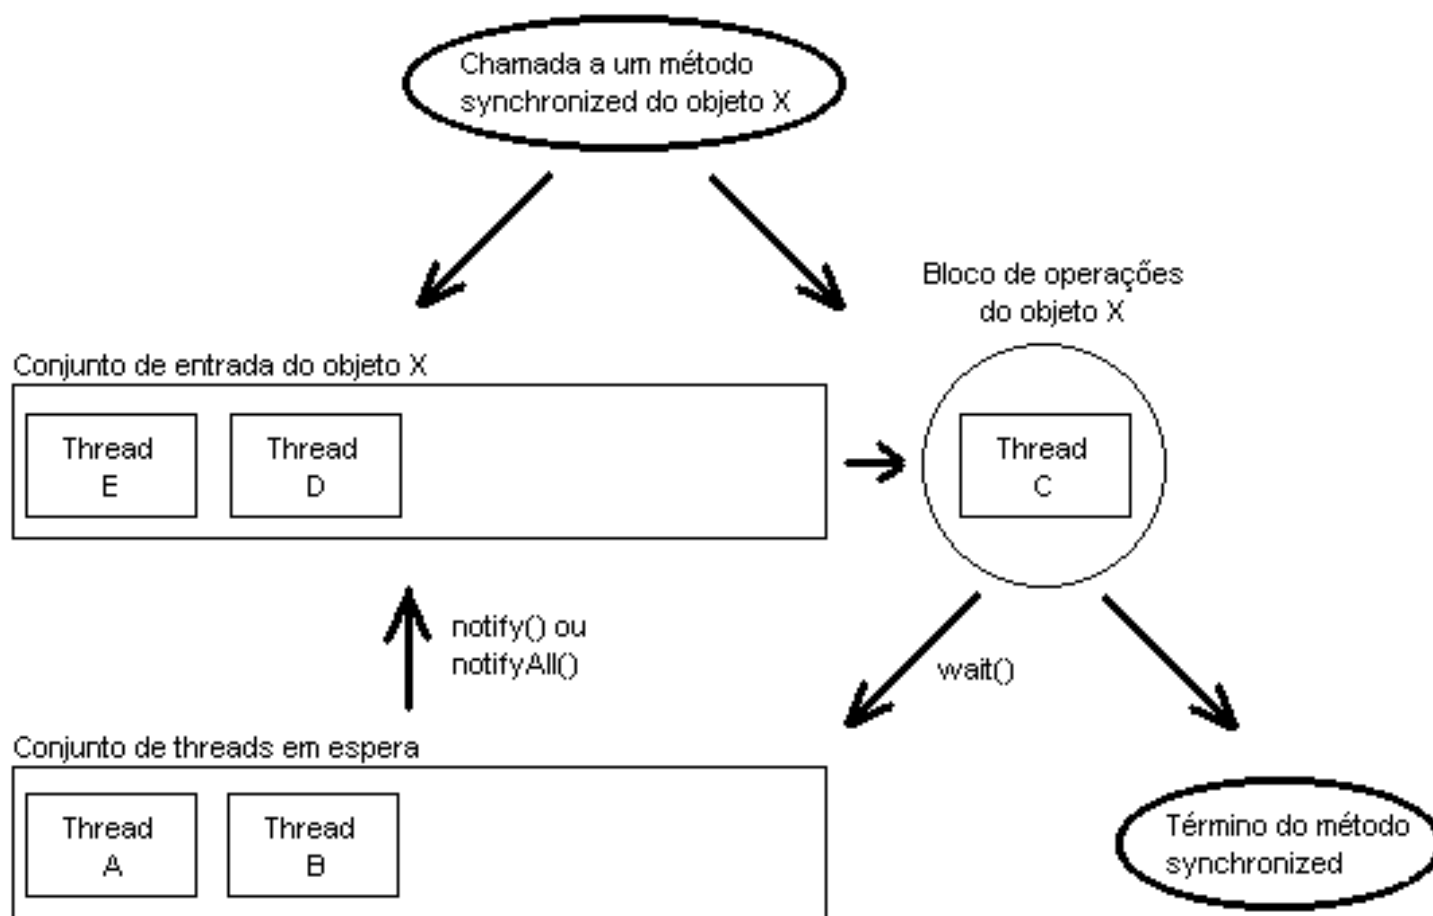 Chamada a um método
synchronized do objeto X
Bloco de operações
do objeto X
Conjunto de entrada do objeto X
Thread
E
Thread
D
Thread
C
notify() ou
notifyAll()
wait()
Conjunto de threads em espera
Thread
A
Thread
B
Término do método
synchronized